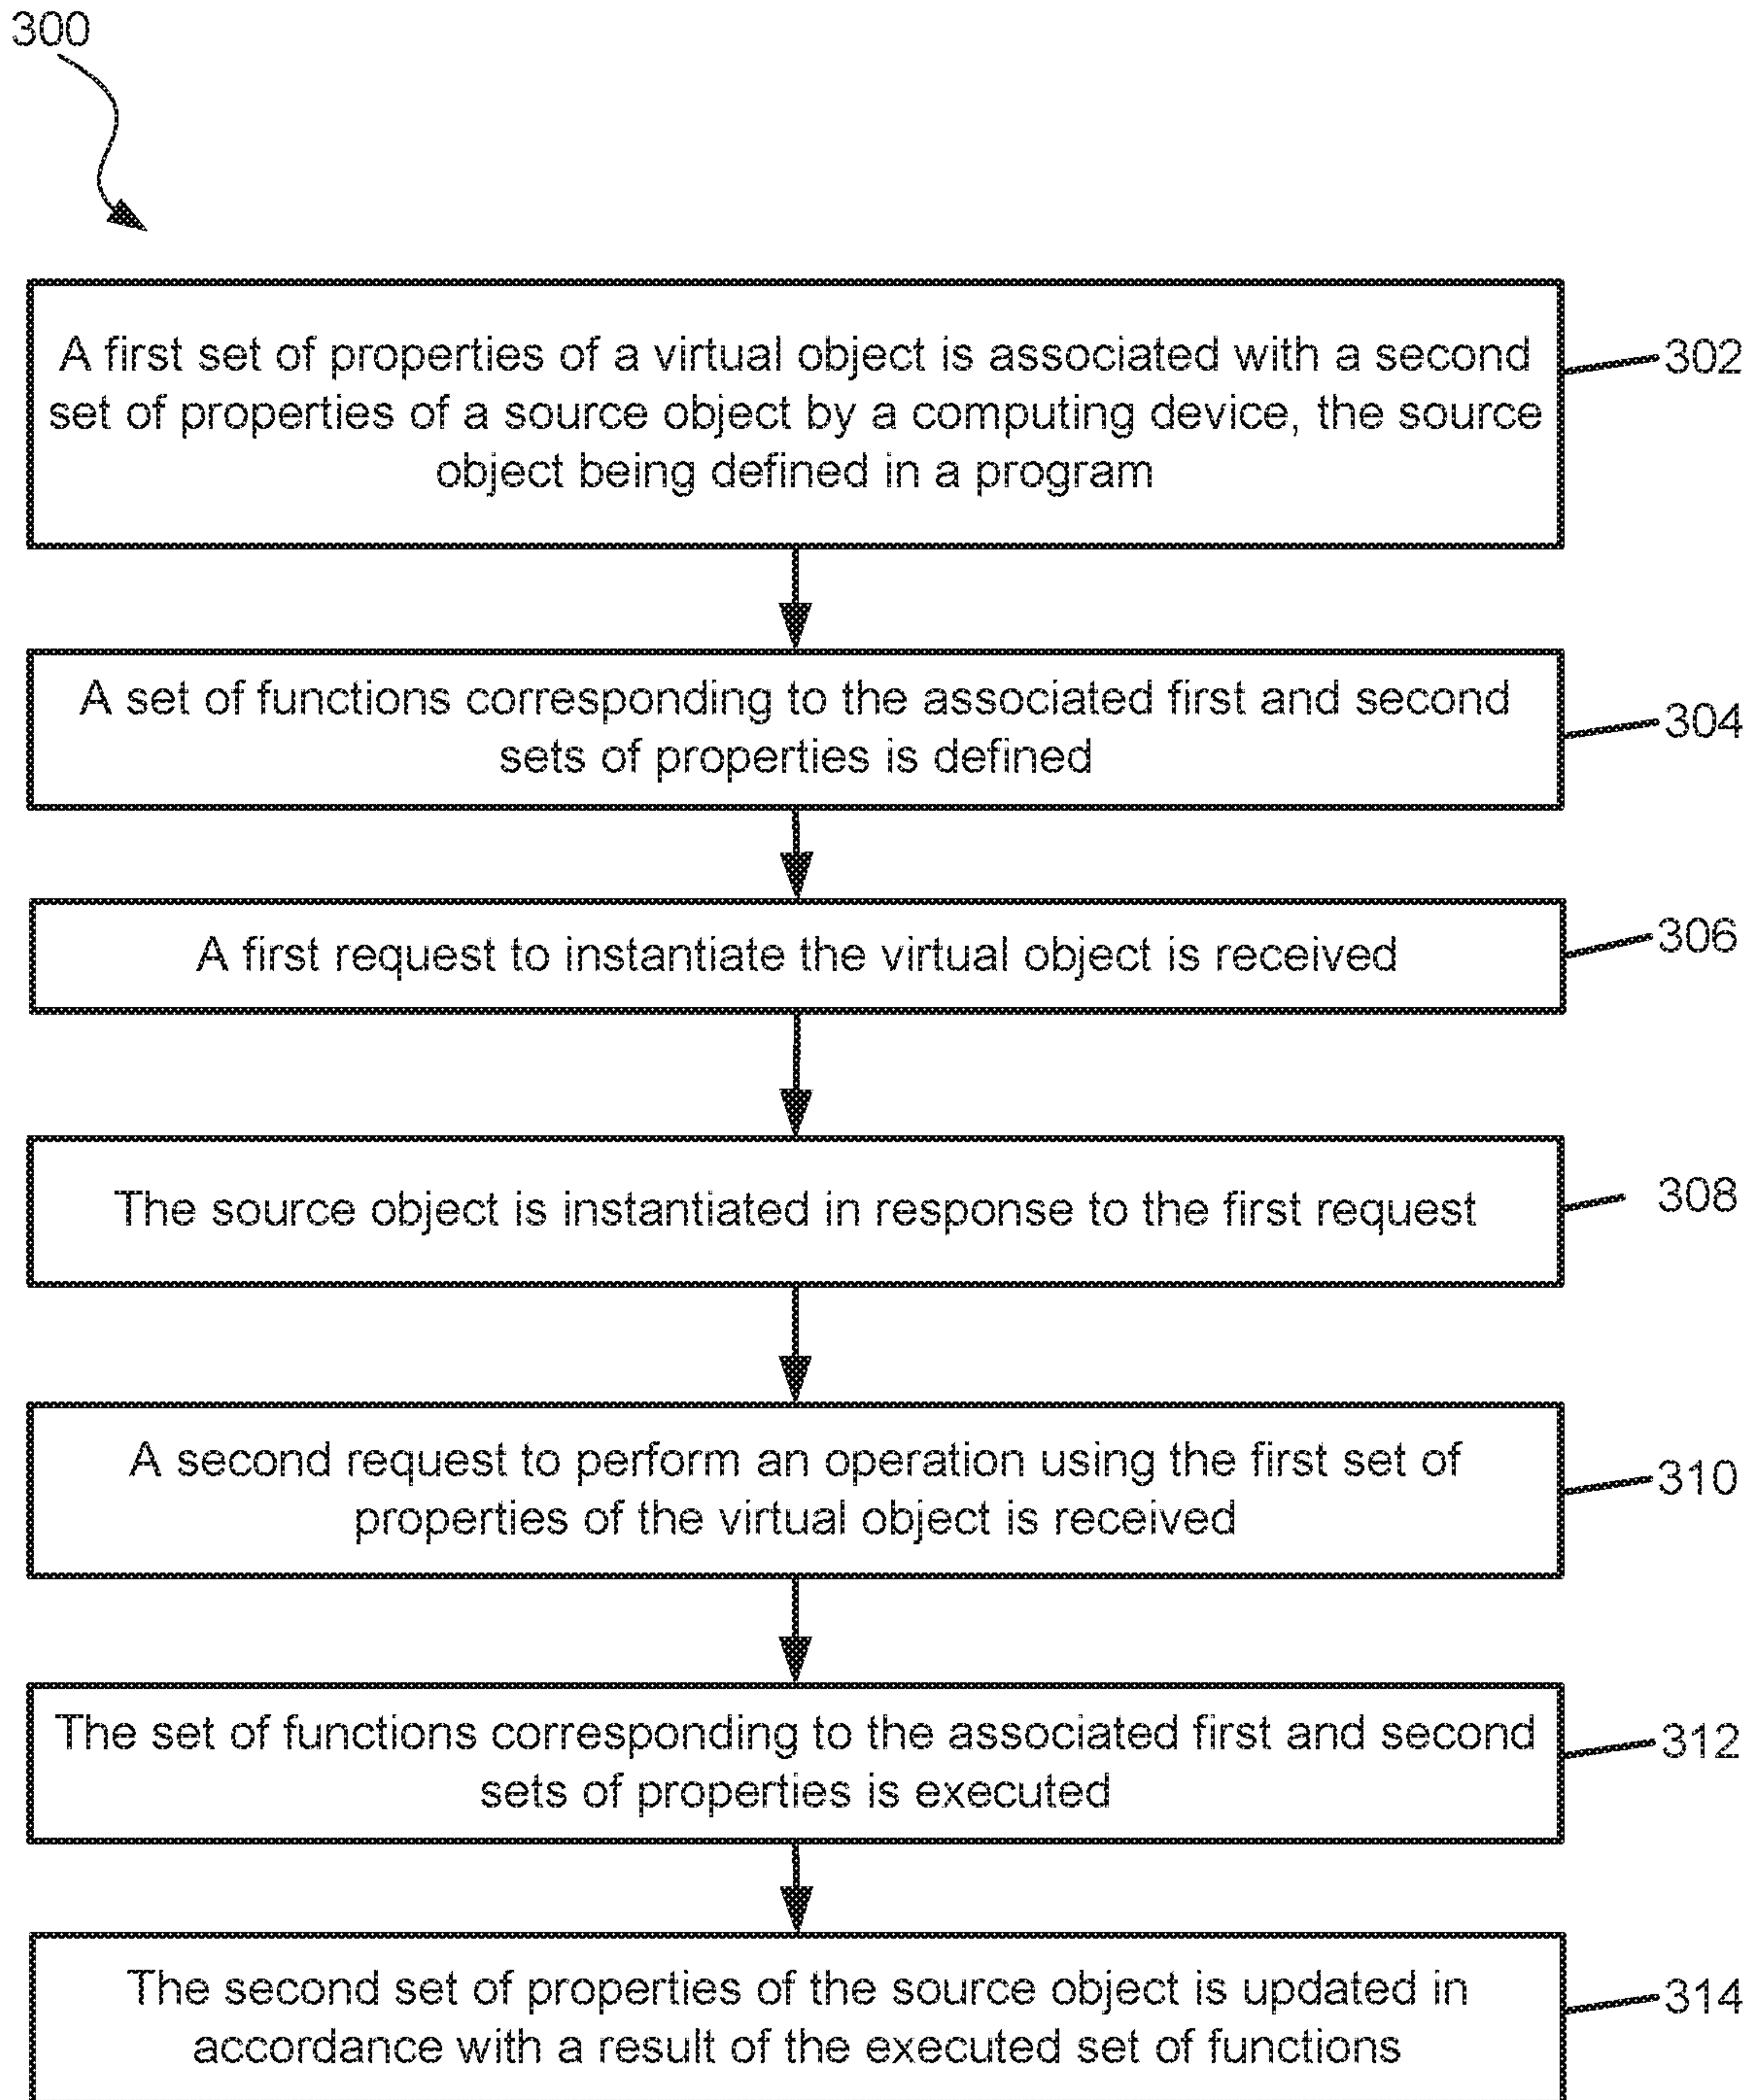 300
A first set of properties of a virtual object is associated with a second
set of properties of a source object by a computing device, the source
object being defined in a program
302
A set of functions corresponding to the associated first and second
sets of properties is defined
304
A first request to instantiate the virtual object is received
306
The source object is instantiated in response to the first request
308
A second request to perform an operation using the first set of
properties of the virtual object is received
310
The set of functions corresponding to the associated first and second
sets of properties is executed
312
The second set of properties of the source object is updated in
accordance with a result of the executed set of functions
314